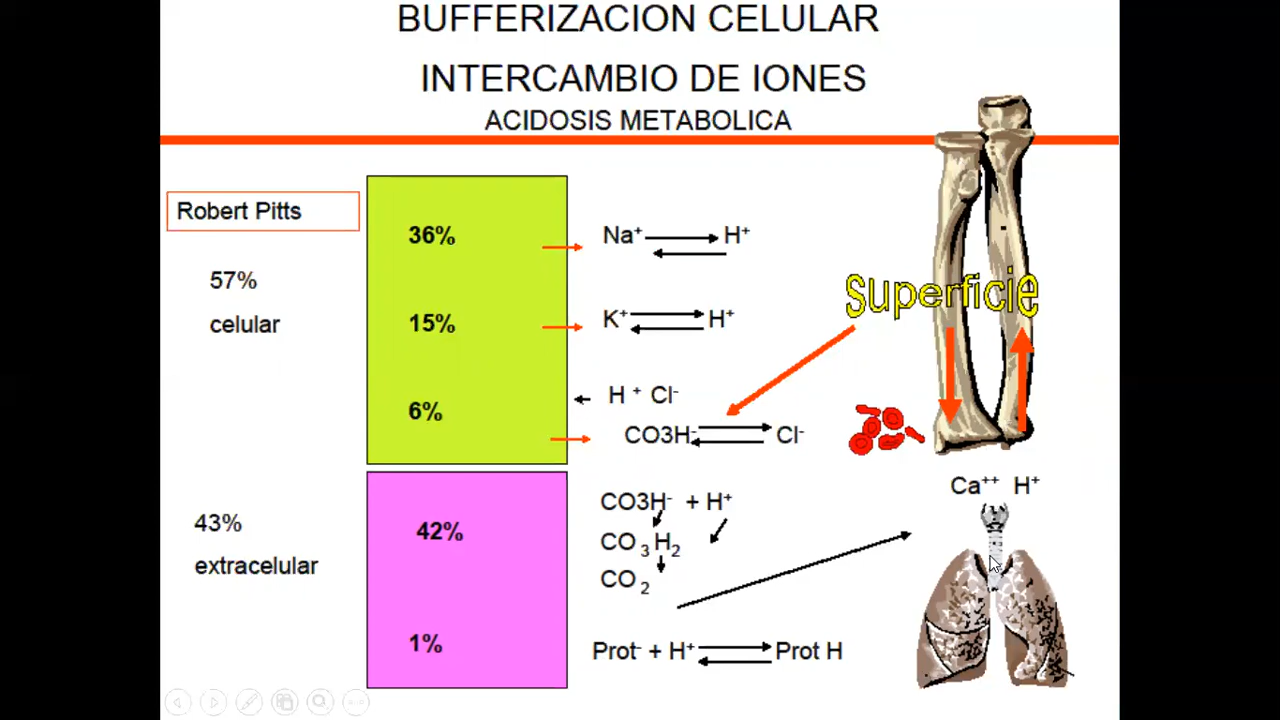 BUFFERIZACION CELULAR
INTERCAMBIO DE IONES
ACIDOSIS METABOLICA
Robert Pitts
57%
celular
36%
Na⁺ H⁺
15%
K⁺ H⁺
6%
H ⁺ Cl⁻
CO3H⁻ Cl⁻
Superficie
Ca⁺⁺ H⁺
43%
extracelular
42%
CO3H⁻ + H⁺
CO ₃ H₂
CO ₂
1%
Prot⁻ + H⁺ Prot H